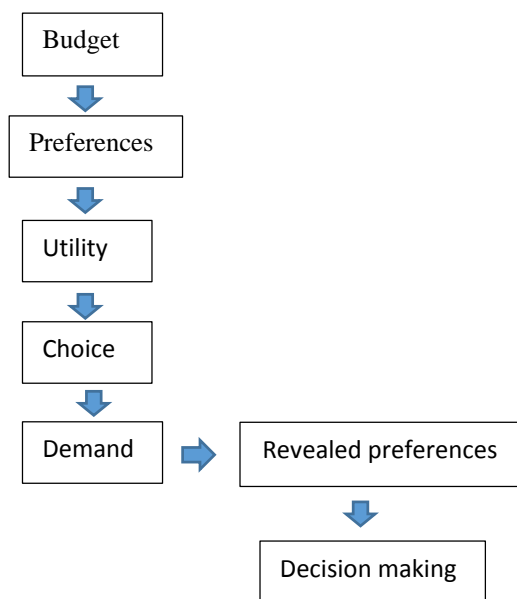 Budget
Preferences
Utility
Choice
Demand
Revealed preferences
Decision making